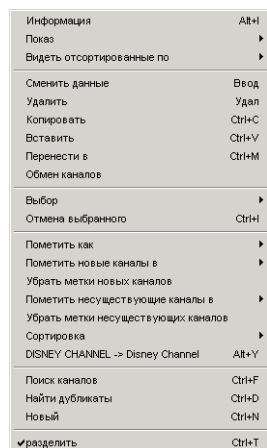 Информация Alt+I
Показ
Видеть отсортированные по
Сменить данные Ввод
Удалить Удал
Копировать Ctrl+C
Вставить Ctrl+V
Перенести в Ctrl+M
Обмен каналов
Выбор
Отмена выбранного Ctrl+I
Пометить как
Пометить новые каналы в
Убрать метки новых каналов
Пометить несуществующие каналы в
Убрать метки несуществующих каналов
Сортировка
DISNEY CHANNEL -> Disney Channel Alt+Y
Поиск каналов Ctrl+F
Найти дубликаты Ctrl+D
Новый Ctrl+N
разделить Ctrl+T